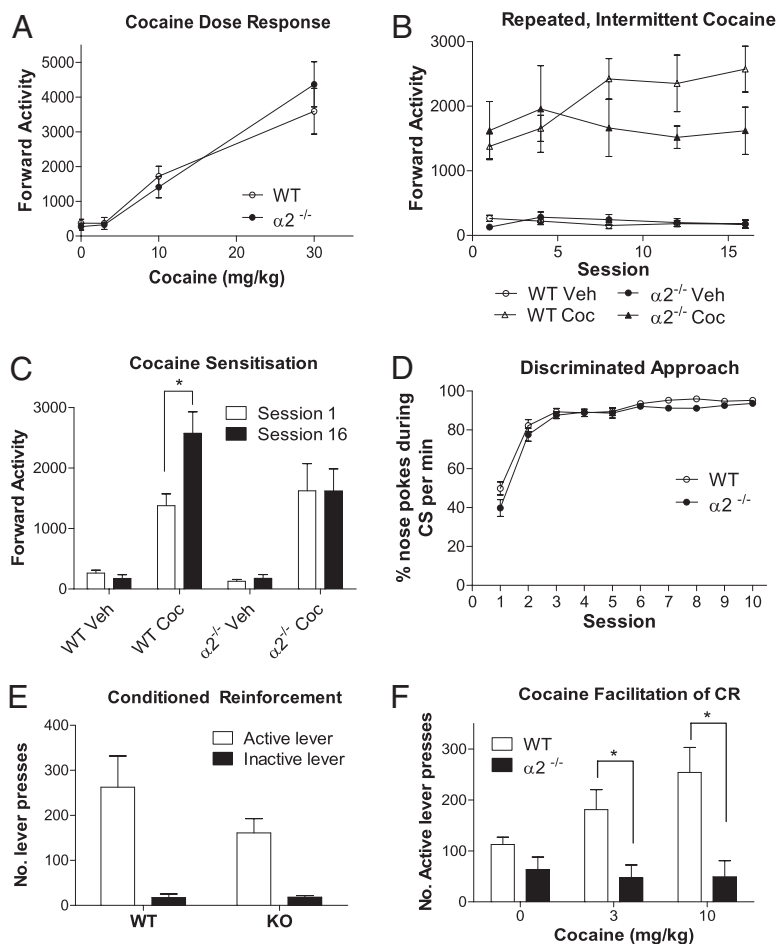 A
Cocaine Dose Response
Forward Activity
5000
4000
3000
2000
1000
0
0 10 20 30
Cocaine (mg/kg)
WT
α2 -/-
B
Repeated, Intermittent Cocaine
Forward Activity
3000
2000
1000
0
0 5 10 15
Session
WT Veh
α2-/- Veh
WT Coc
α2-/- Coc
C
Cocaine Sensitisation
*
Session 1
Session 16
Forward Activity
3000
2000
1000
0
WT Veh
WT Coc
α2-/- Veh
α2-/- Coc
D
Discriminated Approach
% nose pokes during
CS per min
100
80
60
40
20
0
0 1 2 3 4 5 6 7 8 9 10
Session
WT
α2 -/-
E
Conditioned Reinforcement
No. lever presses
400
300
200
100
0
WT KO
Active lever
Inactive lever
F
Cocaine Facilitation of CR
WT
α2 -/-
*
*
No. Active lever presses
300
200
100
0
0 3 10
Cocaine (mg/kg)